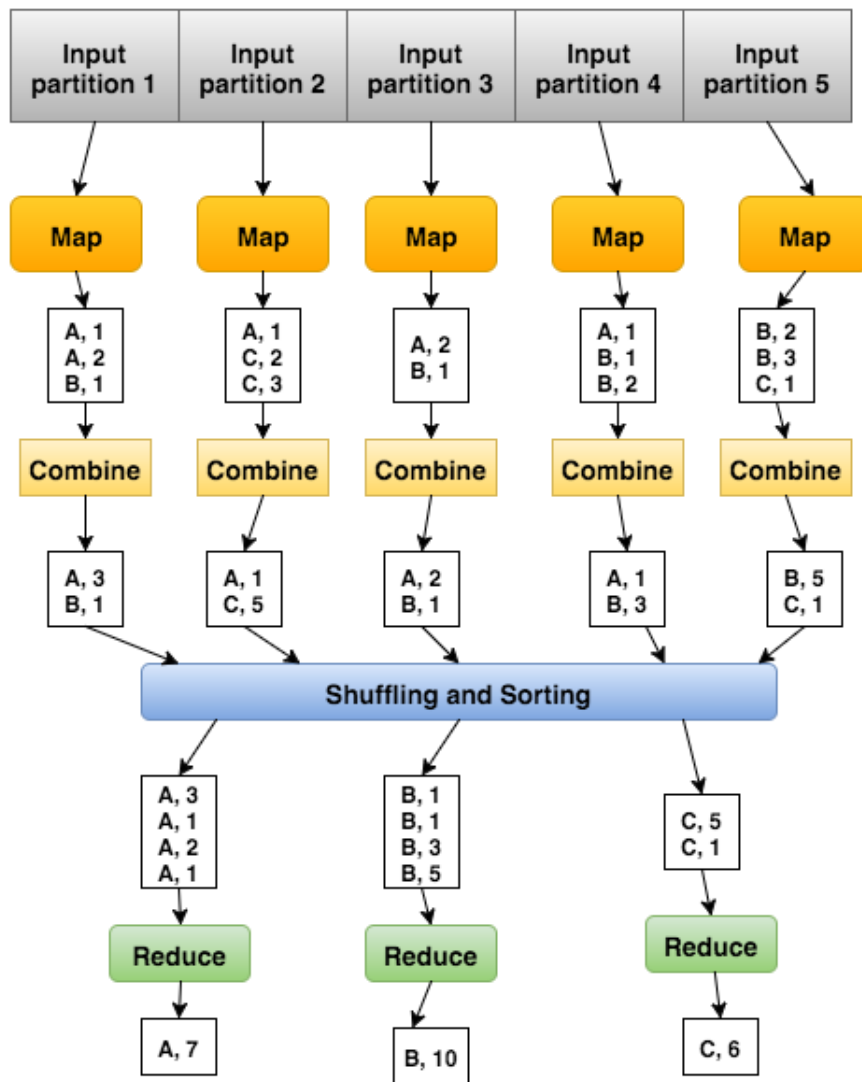 Input
partition 1
Input
partition 2
Input
partition 3
Input
partition 4
Input
partition 5
Map
Map
Map
Map
Map
A, 1
A, 2
B, 1
A, 1
C, 2
C, 3
A, 2
B, 1
A, 1
B, 1
B, 2
B, 2
B, 3
C, 1
Combine
Combine
Combine
Combine
Combine
A, 3
B, 1
A, 1
C, 5
A, 2
B, 1
A, 1
B, 3
B, 5
C, 1
Shuffling and Sorting
A, 3
A, 1
A, 2
A, 1
B, 1
B, 1
B, 3
B, 5
C, 5
C, 1
Reduce
Reduce
Reduce
A, 7
B, 10
C, 6